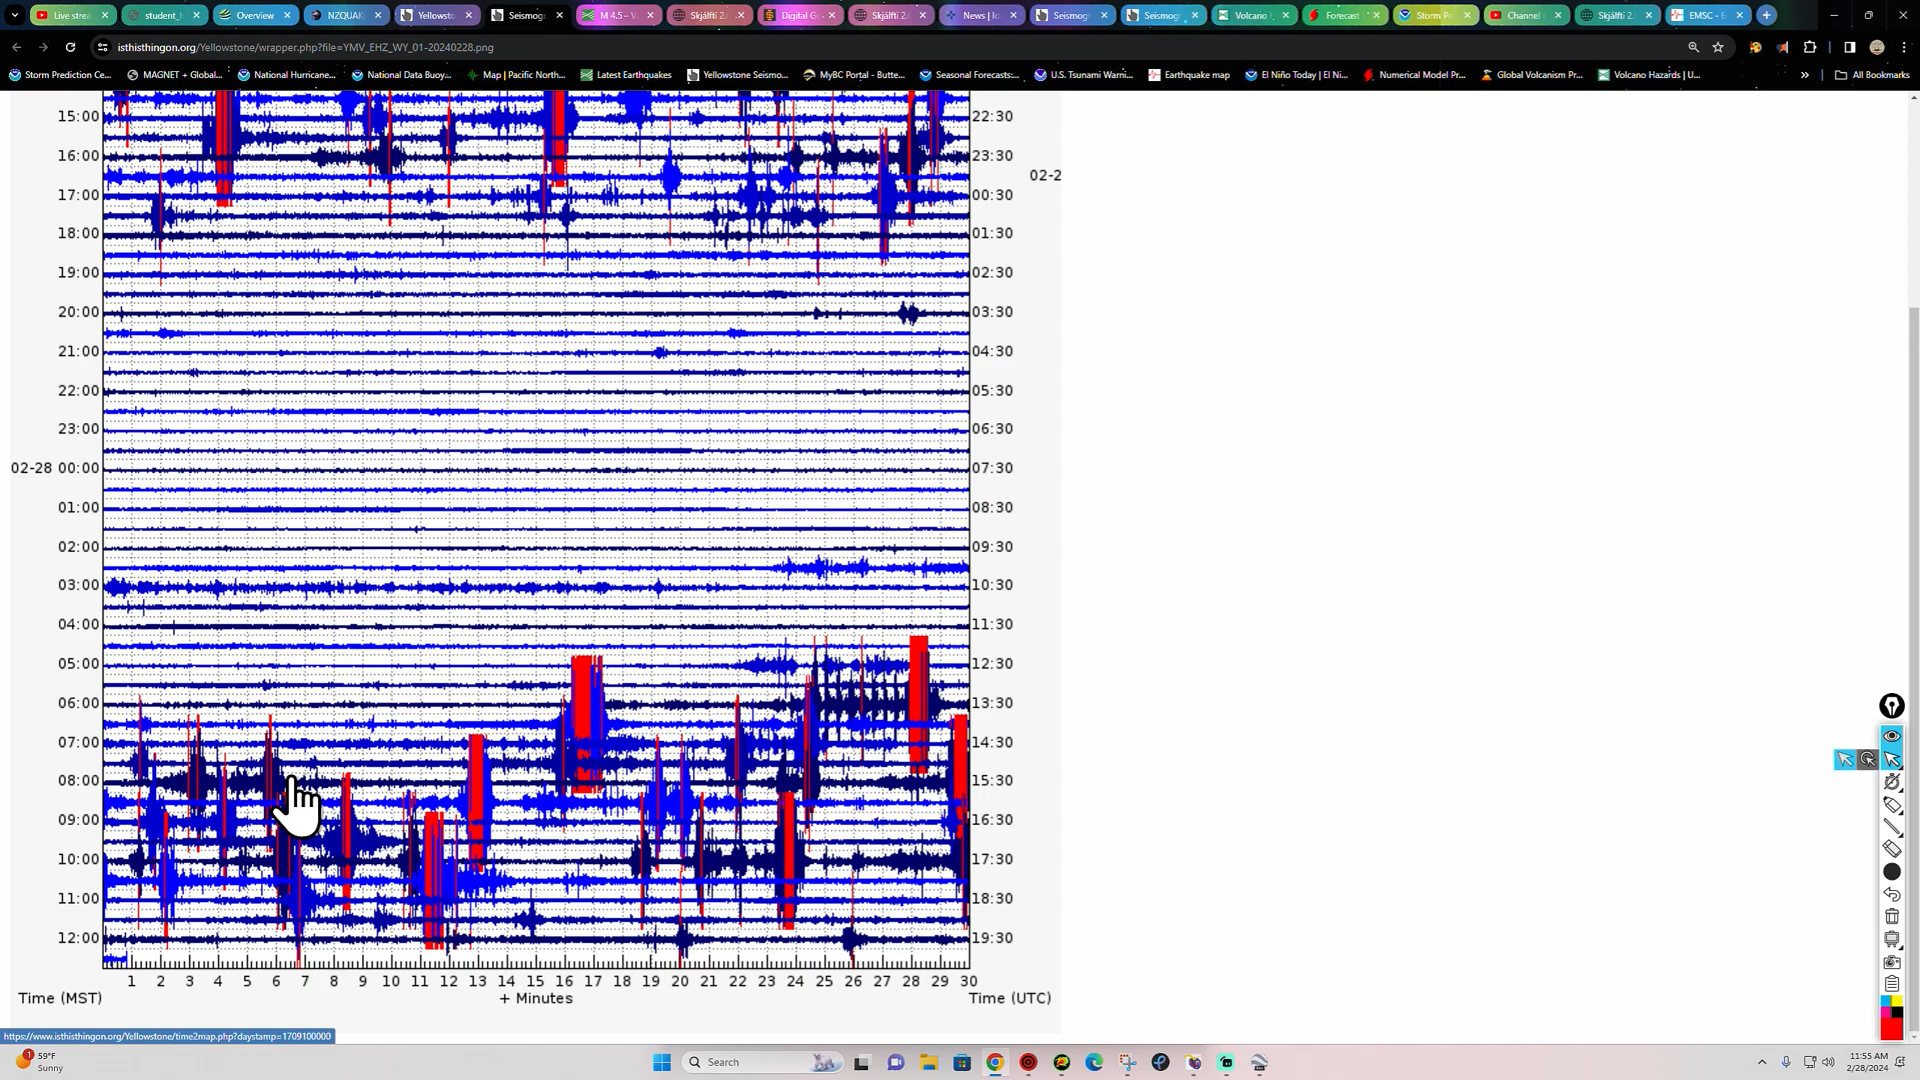 Live stream
student_
Overview
NZQUAK
Yellowst
Seismog
M 4.5 –
Skjálfti 2.
Digital G
Skjálfti 2.
News | Ic
Seismog
Seismog
Volcano
Forecast
Storm Pr
Channel
Skjálfti 2.
EMSC - E
isthisthingon.org/Yellowstone/wrapper.php?file=YMV_EHZ_WY_01-20240228.png
Storm Prediction Ce...
MAGNET + Global...
National Hurricane...
National Data Buoy...
Map | Pacific North...
Latest Earthquakes
Yellowstone Seismo...
MyBC Portal - Butte...
Seasonal Forecasts:...
U.S. Tsunami Warni...
Earthquake map
El Niño Today | El Ni...
Numerical Model Pr...
Global Volcanism Pr...
Volcano Hazards | U...
All Bookmarks
15:00 22:30
16:00 23:30
02-2
17:00 00:30
18:00 01:30
19:00 02:30
20:00 03:30
21:00 04:30
22:00 05:30
23:00 06:30
02-28 00:00 07:30
01:00 08:30
02:00 09:30
03:00 10:30
04:00 11:30
05:00 12:30
06:00 13:30
07:00 14:30
08:00 15:30
09:00 16:30
10:00 17:30
11:00 18:30
12:00 19:30
1 2 3 4 5 6 7 8 9 10 11 12 13 14 15 16 17 18 19 20 21 22 23 24 25 26 27 28 29 30
Time (MST) + Minutes Time (UTC)
https://www.isthisthingon.org/Yellowstone/time2map.php?daystamp=1709100000
1
59°F
Sunny
Search
11:55 AM
2/28/2024